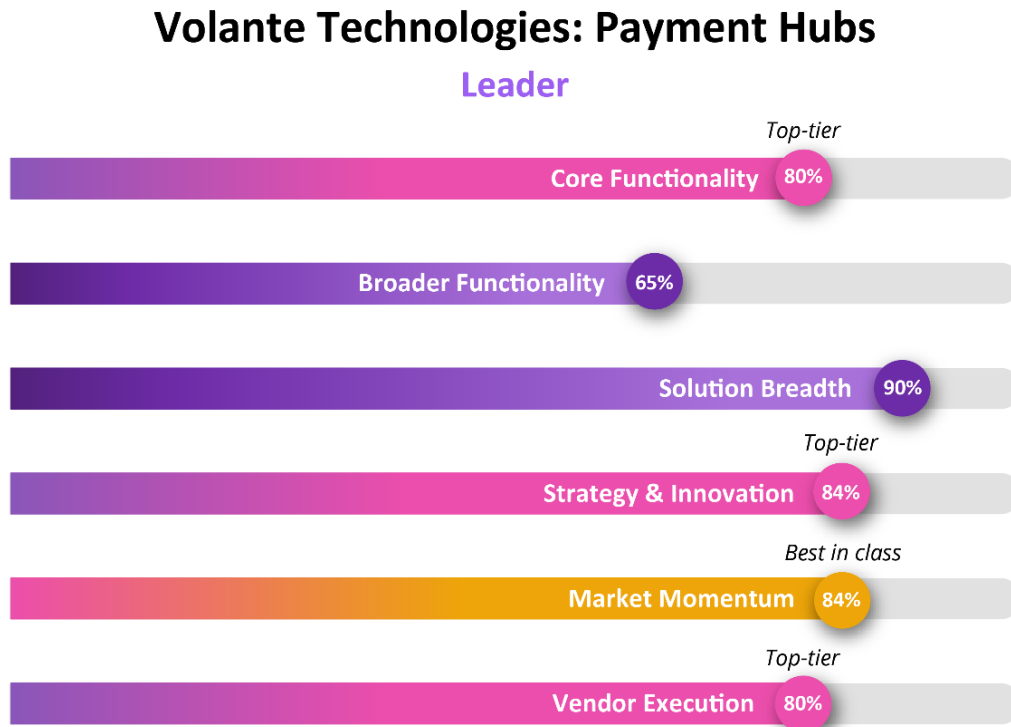 Volante Technologies: Payment Hubs
Leader
Top-tier
Core Functionality 80%
Broader Functionality 65%
Solution Breadth 90%
Top-tier
Strategy & Innovation 84%
Best in class
Market Momentum 84%
Top-tier
Vendor Execution 80%